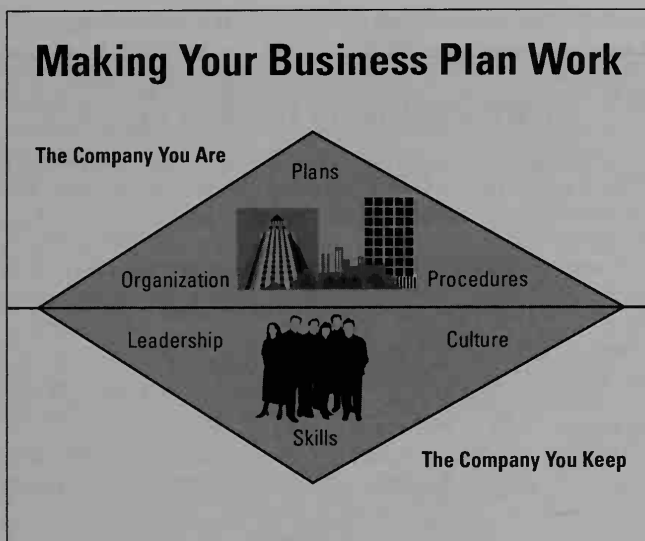 Making Your Business Plan Work
The Company You Are
Plans
Organization
Procedures
Leadership
Culture
Skills
The Company You Keep